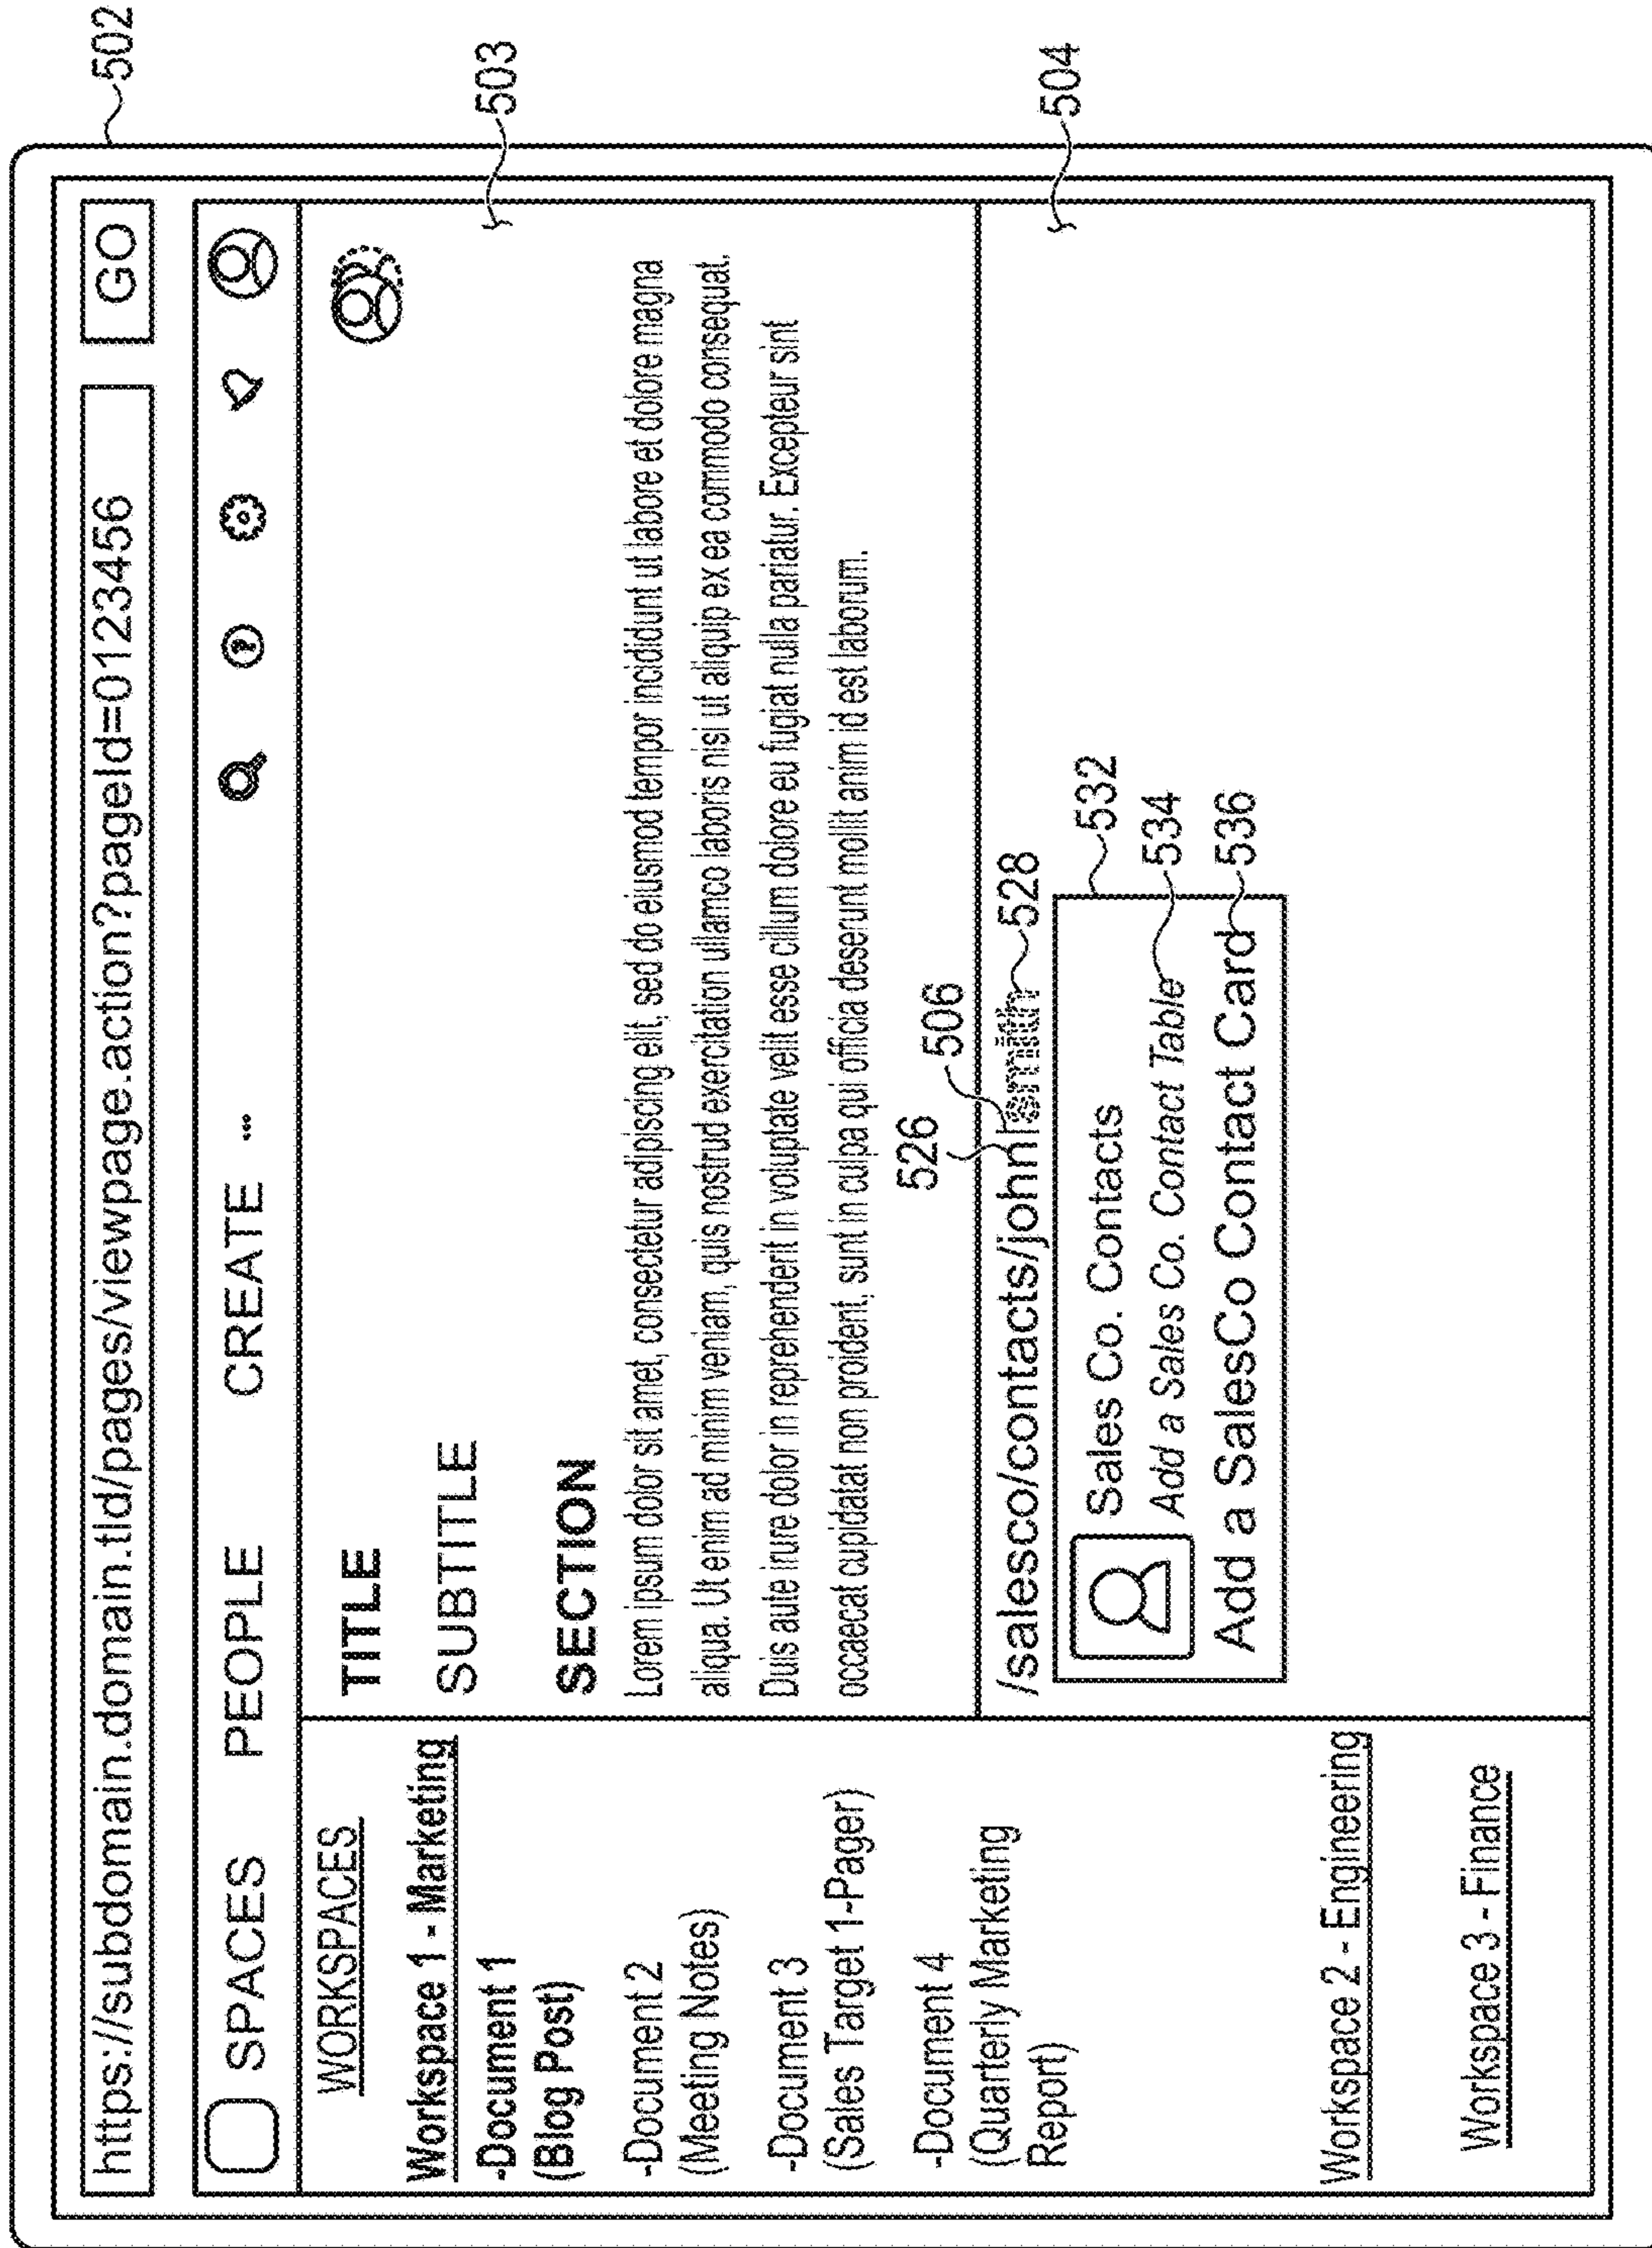 502
https://subdomain.domain.tld/pages/viewpage.action?pageId=0123456 GO
SPACES PEOPLE CREATE ... ?
WORKSPACES
Workspace 1 - Marketing
-Document 1
(Blog Post)
-Document 2
(Meeting Notes)
-Document 3
(Sales Target 1-Pager)
-Document 4
(Quarterly Marketing
Report)
Workspace 2 - Engineering
Workspace 3 - Finance
TITLE
SUBTITLE
503
SECTION
Lorem ipsum dolor sit amet, consectetur adipiscing elit, sed do eiusmod tempor incididunt ut labore et dolore magna
aliqua. Ut enim ad minim veniam, quis nostrud exercitation ullamco laboris nisi ut aliquip ex ea commodo consequat.
Duis aute irure dolor in reprehenderit in voluptate velit esse cillum dolore eu fugiat nulla pariatur. Excepteur sint
occaecat cupidatat non proident, sunt in culpa qui officia deserunt mollit anim id est laborum.
526 506
/salesco/contacts/john|smith 528
504
532
Sales Co. Contacts
Add a Sales Co. Contact Table 534
Add a SalesCo Contact Card 536